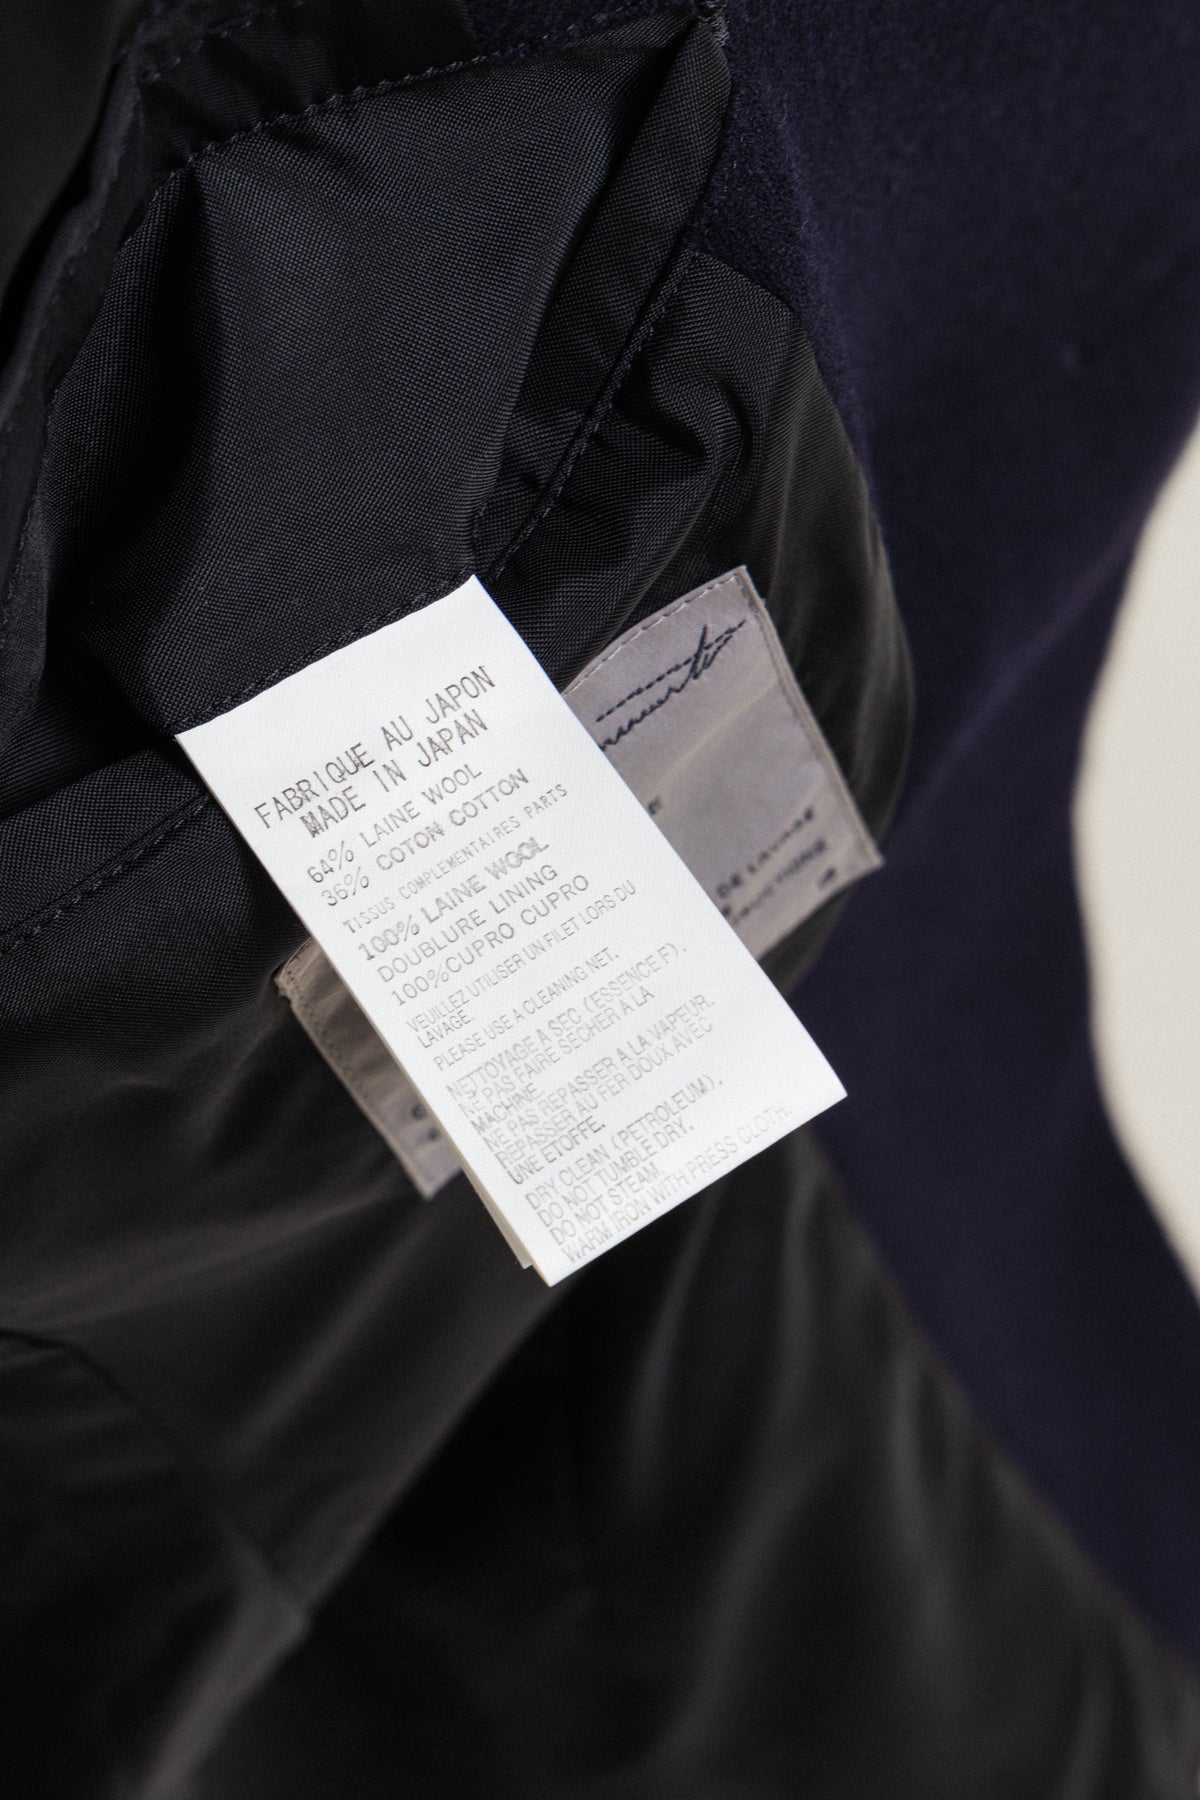 FABRIQUE AU JAPON
MADE IN JAPAN
64% LAINE WOOL
36% COTON COTTON
TISSUS COMPLEMENTAIRES PARTS
100% LAINE WOOL
DOUBLURE LINING
100%CUPRO CUPRO
VEUILLEZ UTILISER UN FILET LORS DU
LAVAGE.
PLEASE USE A CLEANING NET.
NETTOYAGE A SEC (ESSENCE F).
NE PAS FAIRE SECHER A LA
MACHINE.
NE PAS REPASSER A LA VAPEUR.
REPASSER AU FER DOUX AVEC
UNE ETOFFE.
DRY CLEAN (PETROLEUM).
DO NOT TUMBLE DRY.
DO NOT STEAM.
WARM IRON WITH PRESS CLOTH.
DE LAVAGE